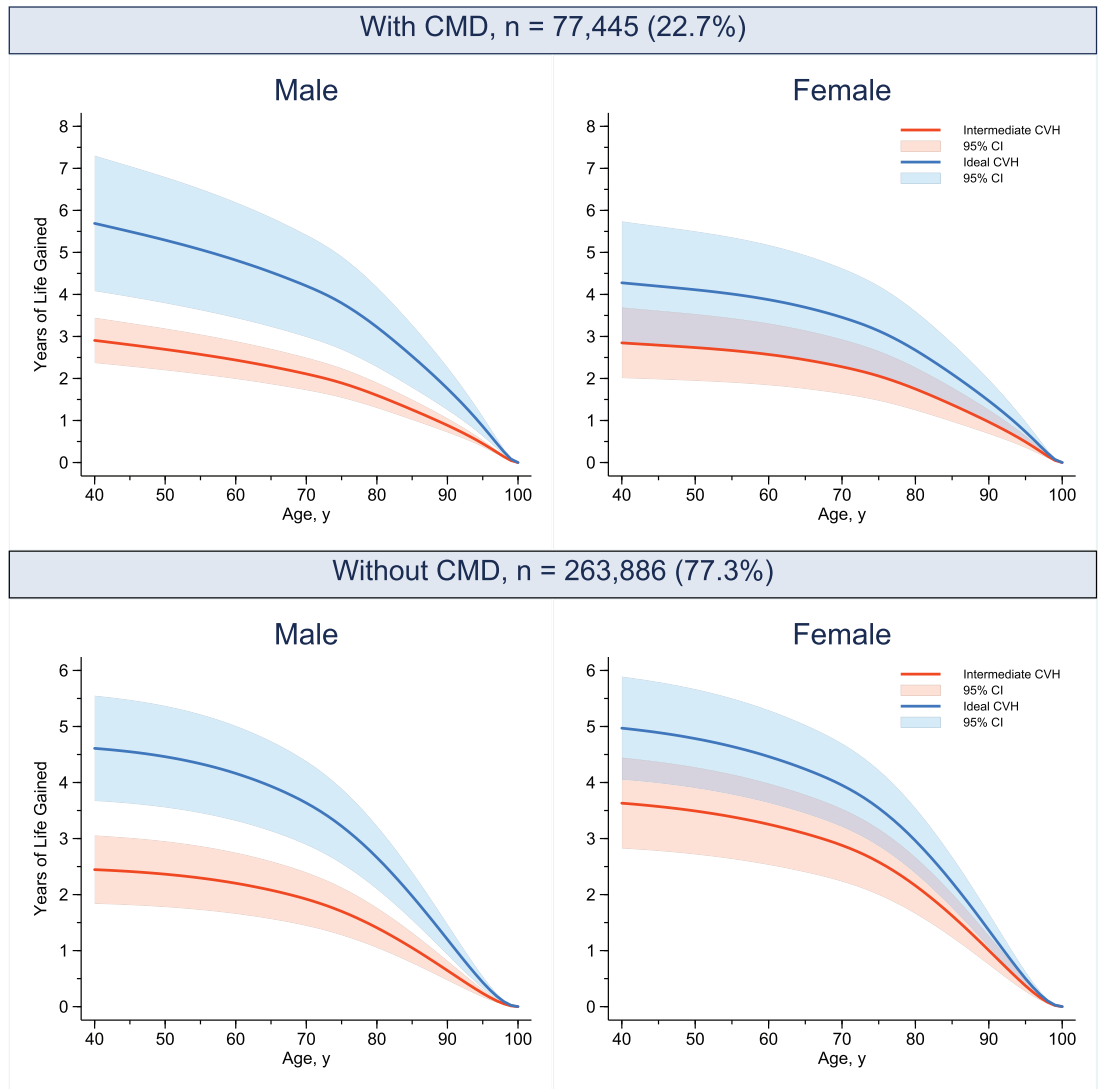 With CMD, n = 77,445 (22.7%)
Male
Female
8
7
6
5
4
3
2
1
0
Years of Life Gained
40 50 60 70 80 90 100
Age, y
8
7
6
5
4
3
2
1
0
Intermediate CVH
95% CI
Ideal CVH
95% CI
40 50 60 70 80 90 100
Age, y
Without CMD, n = 263,886 (77.3%)
Male
Female
6
5
4
3
2
1
0
Years of Life Gained
40 50 60 70 80 90 100
Age, y
6
5
4
3
2
1
0
Intermediate CVH
95% CI
Ideal CVH
95% CI
40 50 60 70 80 90 100
Age, y